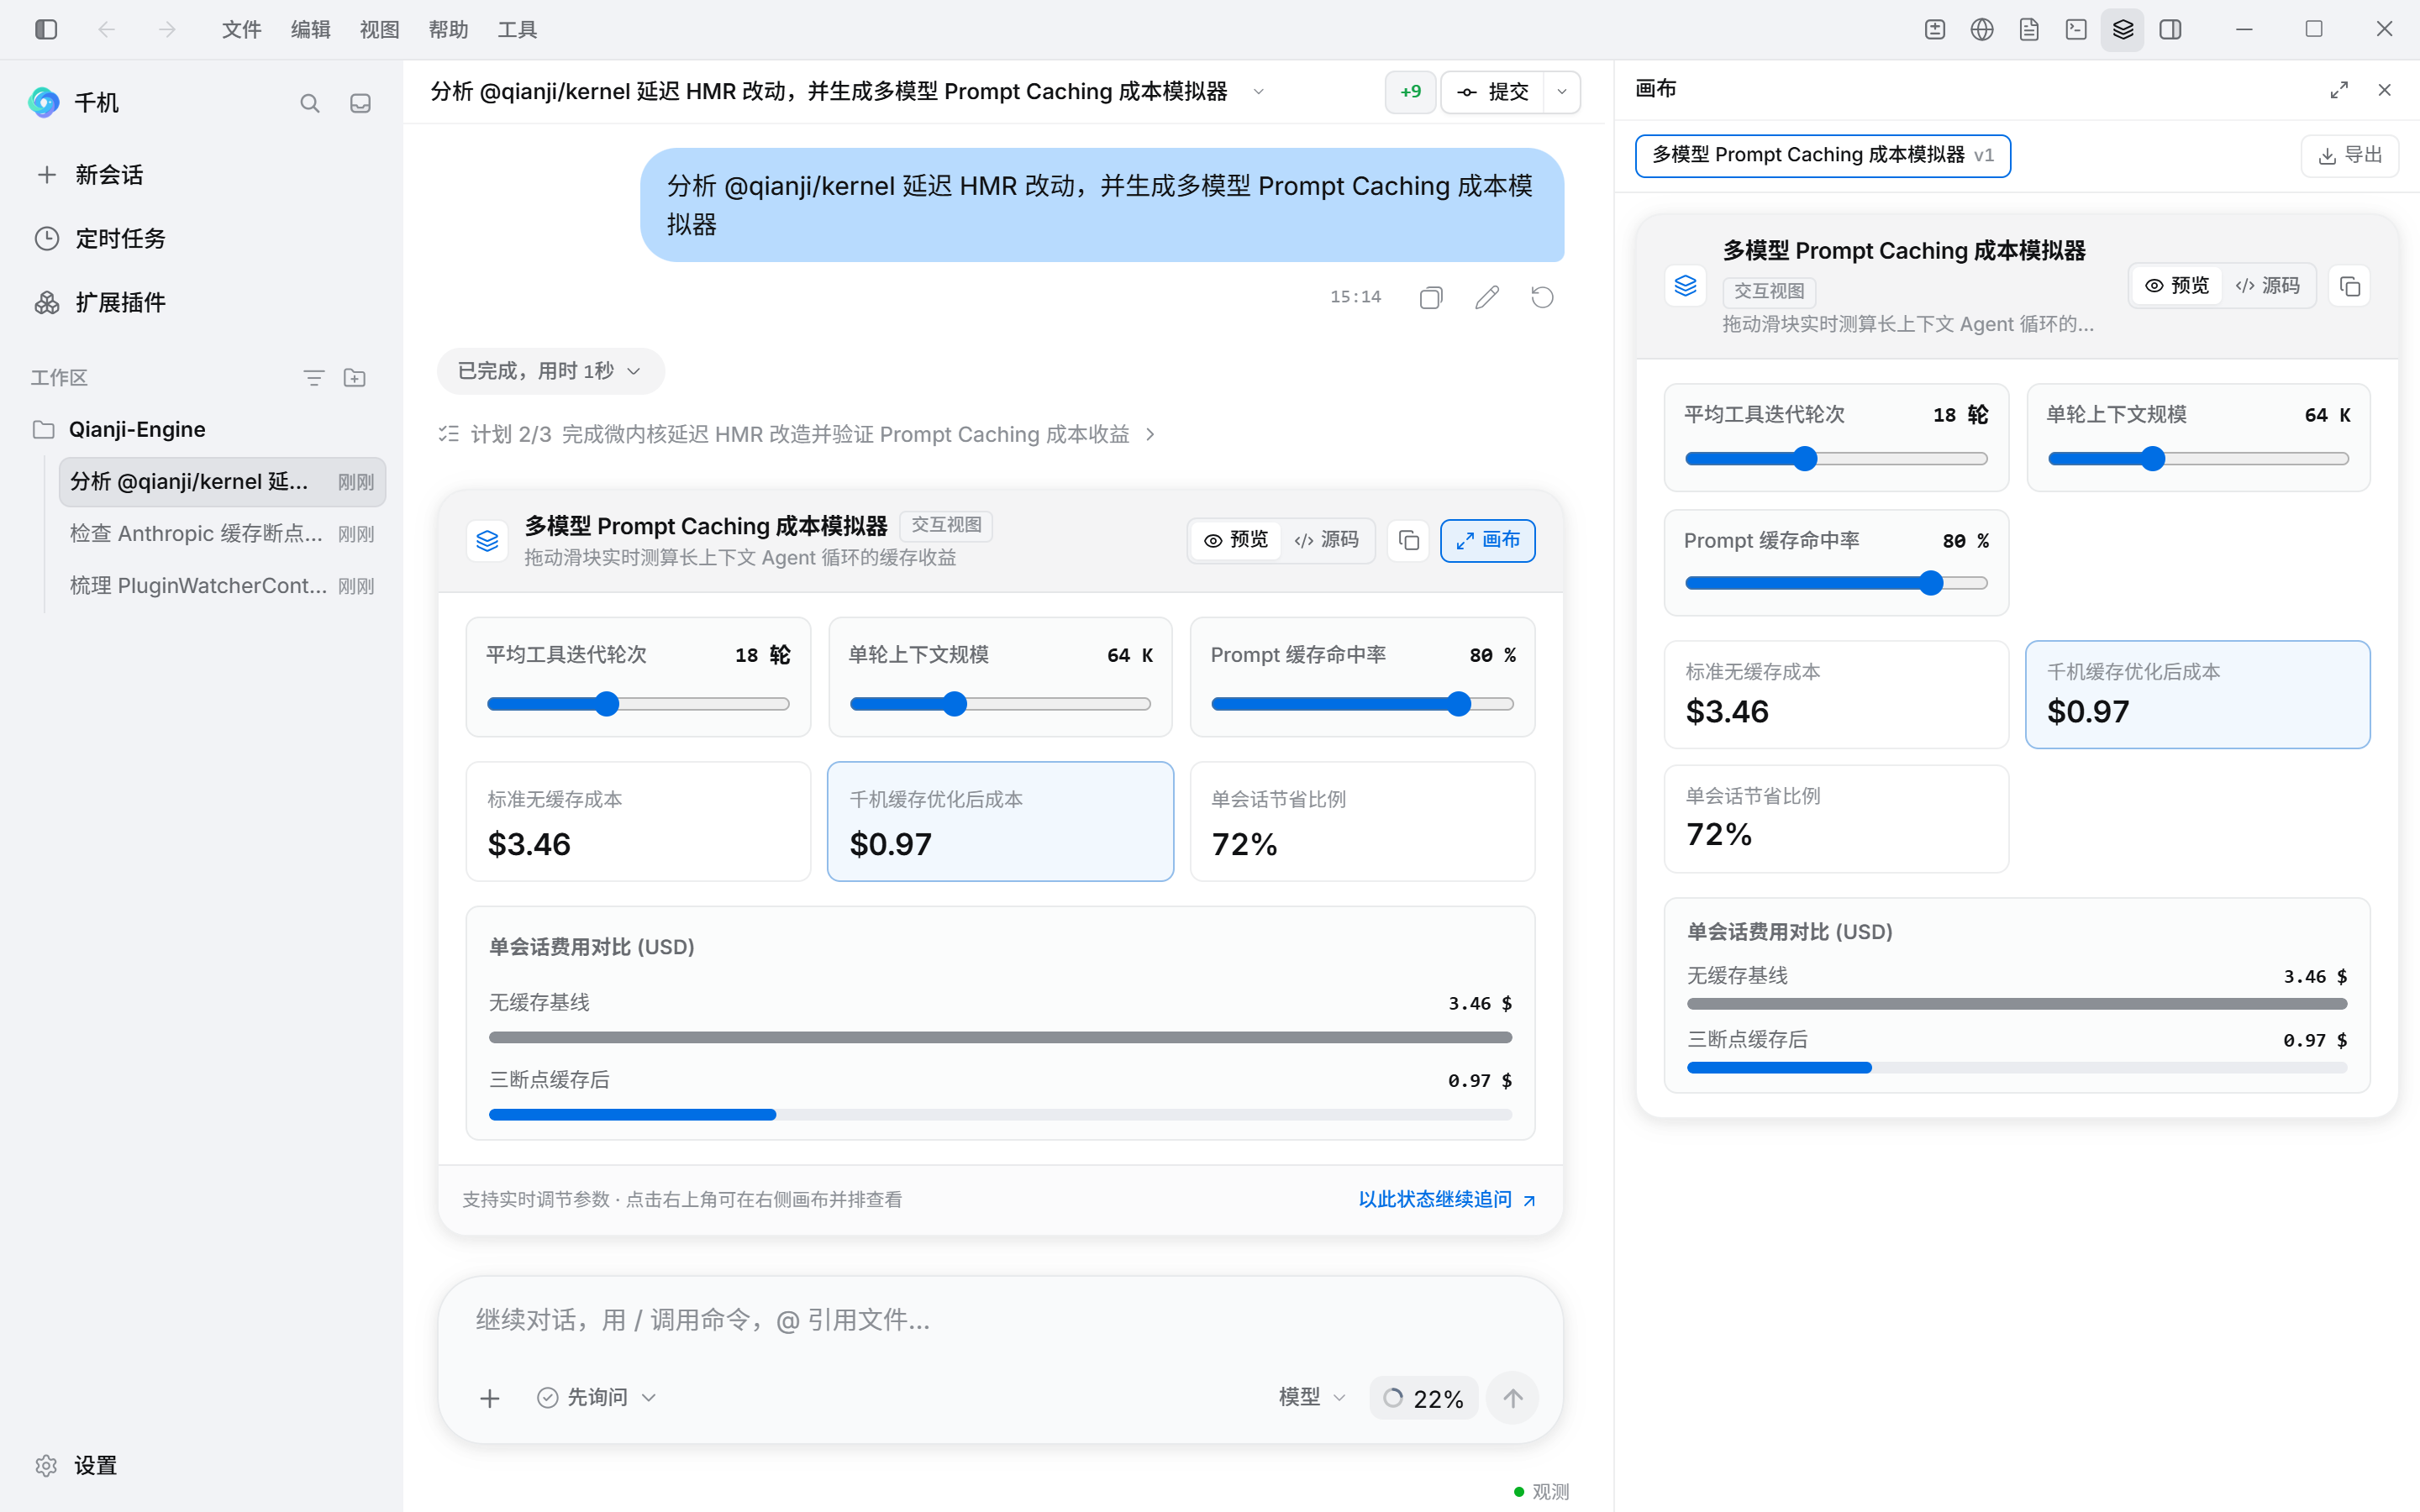 文件 编辑 视图 帮助 工具
千机
新会话
定时任务
扩展插件
工作区
Qianji-Engine
分析 @qianji/kernel 延... 刚刚
检查 Anthropic 缓存断点... 刚刚
梳理 PluginWatcherCont... 刚刚
设置
分析 @qianji/kernel 延迟 HMR 改动，并生成多模型 Prompt Caching 成本模拟器
+9 提交
分析 @qianji/kernel 延迟 HMR 改动，并生成多模型 Prompt Caching 成本模
拟器
15:14
已完成，用时 1秒
计划 2/3 完成微内核延迟 HMR 改造并验证 Prompt Caching 成本收益
多模型 Prompt Caching 成本模拟器 交互视图
拖动滑块实时测算长上下文 Agent 循环的缓存收益
预览 源码 画布
平均工具迭代轮次 18 轮
单轮上下文规模 64 K
Prompt 缓存命中率 80 %
标准无缓存成本
$3.46
千机缓存优化后成本
$0.97
单会话节省比例
72%
单会话费用对比 (USD)
无缓存基线 3.46 $
三断点缓存后 0.97 $
支持实时调节参数 · 点击右上角可在右侧画布并排查看
以此状态继续追问
继续对话，用 / 调用命令，@ 引用文件...
先询问
模型 22%
观测
画布
多模型 Prompt Caching 成本模拟器 v1
导出
多模型 Prompt Caching 成本模拟器
交互视图
拖动滑块实时测算长上下文 Agent 循环的...
预览 源码
平均工具迭代轮次 18 轮
单轮上下文规模 64 K
Prompt 缓存命中率 80 %
标准无缓存成本
$3.46
千机缓存优化后成本
$0.97
单会话节省比例
72%
单会话费用对比 (USD)
无缓存基线 3.46 $
三断点缓存后 0.97 $